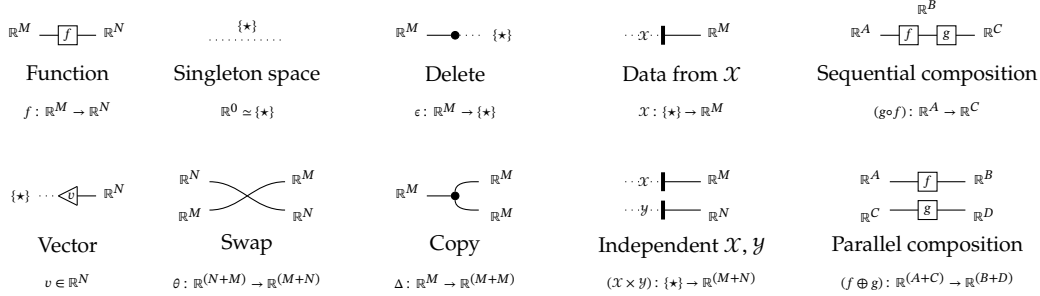 ℝ^B
ℝ^M f ℝ^N {⋆} ℝ^M {⋆} 𝒳 ℝ^M ℝ^A f g ℝ^C
Function Singleton space Delete Data from 𝒳 Sequential composition
f : ℝ^M → ℝ^N ℝ^0 ≃ {⋆} ϵ : ℝ^M → {⋆} 𝒳 : {⋆} → ℝ^M (g∘f) : ℝ^A → ℝ^C
ℝ^N ℝ^M ℝ^M 𝒳 ℝ^M ℝ^A f ℝ^B
{⋆} v ℝ^N ℝ^M
ℝ^M ℝ^N ℝ^M 𝒴 ℝ^N ℝ^C g ℝ^D
Vector Swap Copy Independent 𝒳, 𝒴 Parallel composition
v ∈ ℝ^N θ : ℝ^(N+M) → ℝ^(M+N) Δ : ℝ^M → ℝ^(M+M) (𝒳 × 𝒴) : {⋆} → ℝ^(M+N) (f ⊕ g) : ℝ^(A+C) → ℝ^(B+D)